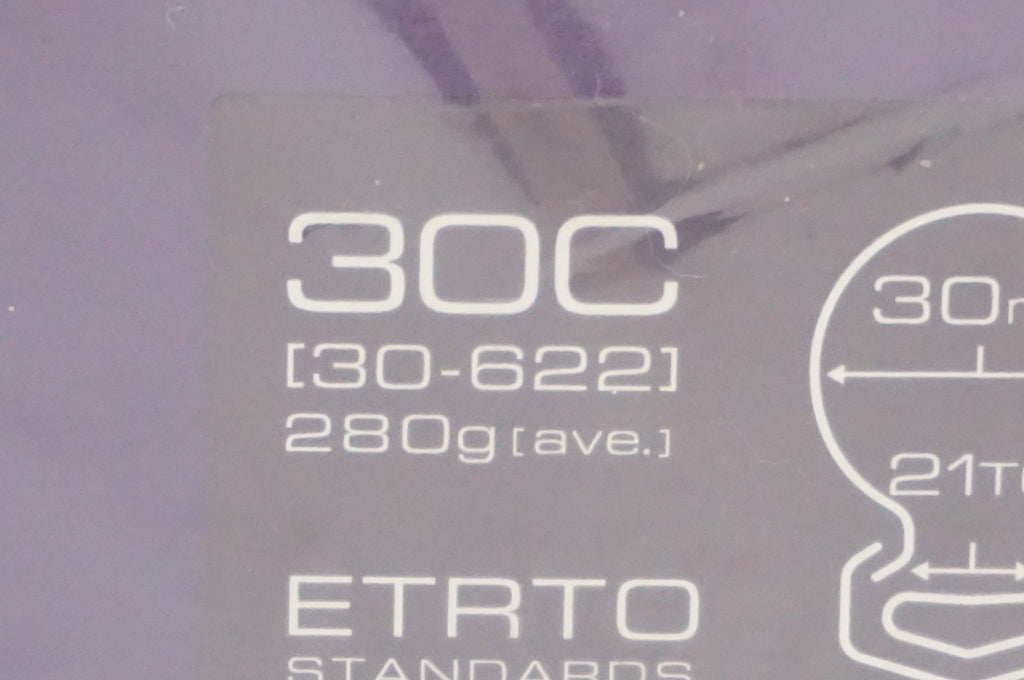 30C
[30-622]
280g [ave.]
ETRTO
STANDARDS
30
21